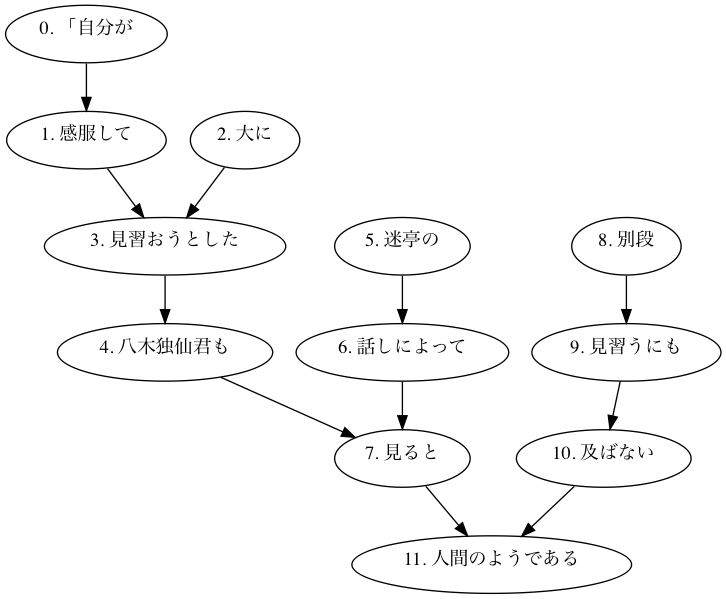 0. 「自分が
1. 感服して
2. 大に
3. 見習おうとした
5. 迷亭の
8. 別段
4. 八木独仙君も
6. 話しによって
9. 見習うにも
7. 見ると
10. 及ばない
11. 人間のようである